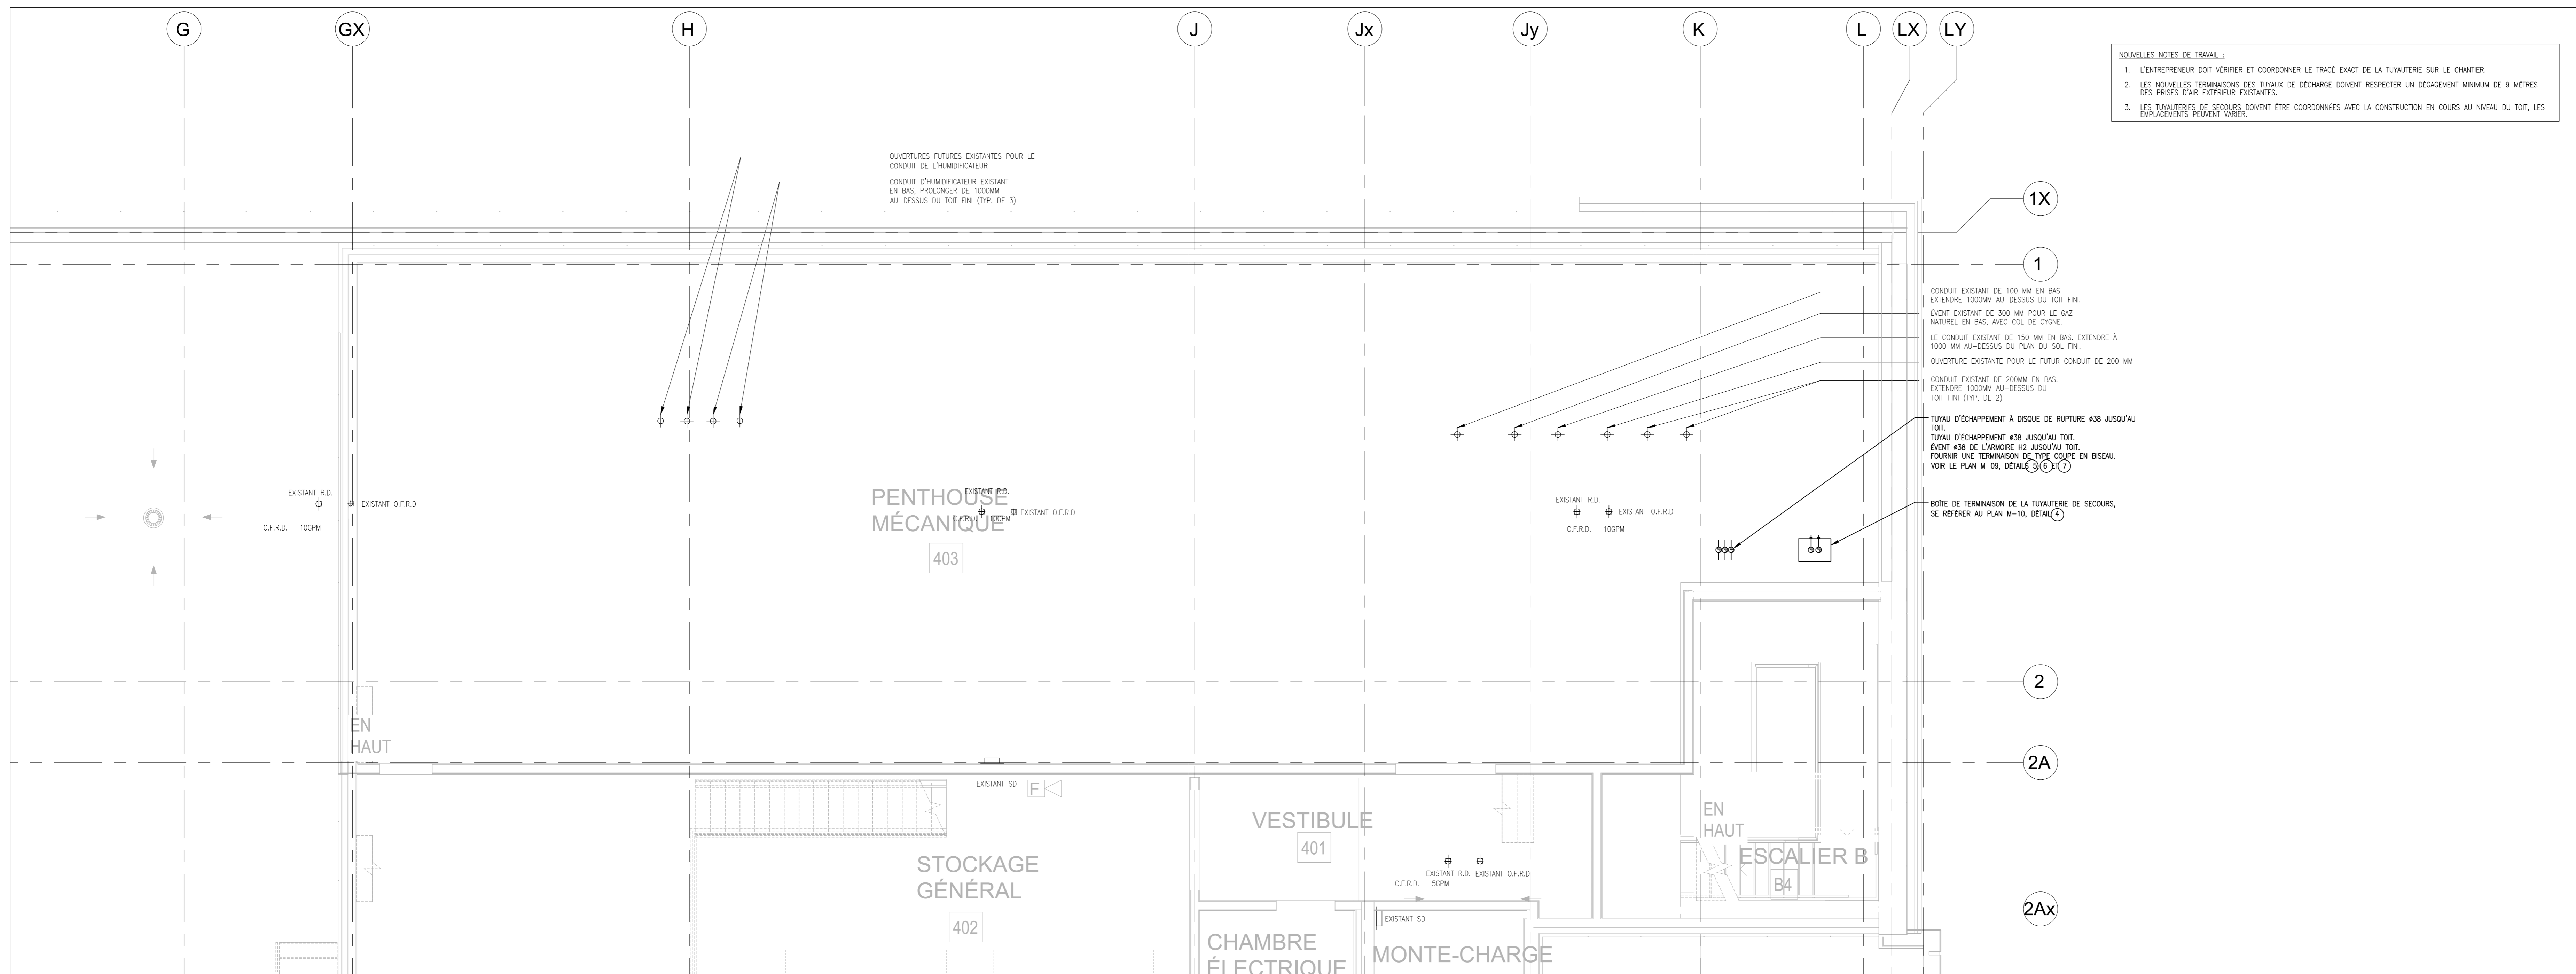 G
GX
H
J
Jx
Jy
K
L
LX
LY
NOUVELLES NOTES DE TRAVAIL :
1. L'ENTREPRENEUR DOIT VÉRIFIER ET COORDONNER LE TRACÉ EXACT DE LA TUYAUTERIE SUR LE CHANTIER.
2. LES NOUVELLES TERMINAISONS DES TUYAUX DE DÉCHARGE DOIVENT RESPECTER UN DÉGAGEMENT MINIMUM DE 9 MÈTRES
DES PRISES D'AIR EXTÉRIEUR EXISTANTES.
3. LES TUYAUTERIES DE SECOURS DOIVENT ÊTRE COORDONNÉES AVEC LA CONSTRUCTION EN COURS AU NIVEAU DU TOIT, LES
EMPLACEMENTS PEUVENT VARIER.
OUVERTURES FUTURES EXISTANTES POUR LE
CONDUIT DE L'HUMIDIFICATEUR
CONDUIT D'HUMIDIFICATEUR EXISTANT
EN BAS, PROLONGER DE 1000MM
AU-DESSUS DU TOIT FINI (TYP. DE 3)
1X
1
CONDUIT EXISTANT DE 100 MM EN BAS.
EXTENDRE 1000MM AU-DESSUS DU TOIT FINI.
ÉVENT EXISTANT DE 300 MM POUR LE GAZ
NATUREL EN BAS, AVEC COL DE CYGNE.
LE CONDUIT EXISTANT DE 150 MM EN BAS. EXTENDRE À
1000 MM AU-DESSUS DU PLAN DU SOL FINI.
OUVERTURE EXISTANTE POUR LE FUTUR CONDUIT DE 200 MM
CONDUIT EXISTANT DE 200MM EN BAS.
EXTENDRE 1000MM AU-DESSUS DU
TOIT FINI (TYP. DE 2)
TUYAU D'ÉCHAPPEMENT À DISQUE DE RUPTURE ø38 JUSQU'AU
TOIT.
TUYAU D'ÉCHAPPEMENT ø38 JUSQU'AU TOIT.
ÉVENT ø38 DE L'ARMOIRE H2 JUSQU'AU TOIT.
FOURNIR UNE TERMINAISON DE TYPE COUPE EN BISEAU.
VOIR LE PLAN M-09, DÉTAILS 5 6 ET 7
BOÎTE DE TERMINAISON DE LA TUYAUTERIE DE SECOURS,
SE RÉFÉRER AU PLAN M-10, DÉTAIL 4
EXISTANT R.D.
EXISTANT O.F.R.D
C.F.R.D. 10GPM
PENTHOUSE
MÉCANIQUE
403
EXISTANT R.D.
EXISTANT O.F.R.D
C.F.R.D. 10GPM
EXISTANT R.D.
EXISTANT O.F.R.D
C.F.R.D. 10GPM
2
EN
HAUT
2A
EXISTANT SD
F
VESTIBULE
401
EN
HAUT
ESCALIER B
B4
STOCKAGE
GÉNÉRAL
402
EXISTANT R.D. EXISTANT O.F.R.D
C.F.R.D. 5GPM
2Ax
EXISTANT SD
CHAMBRE
ÉLECTRIQUE
MONTE-CHARGE